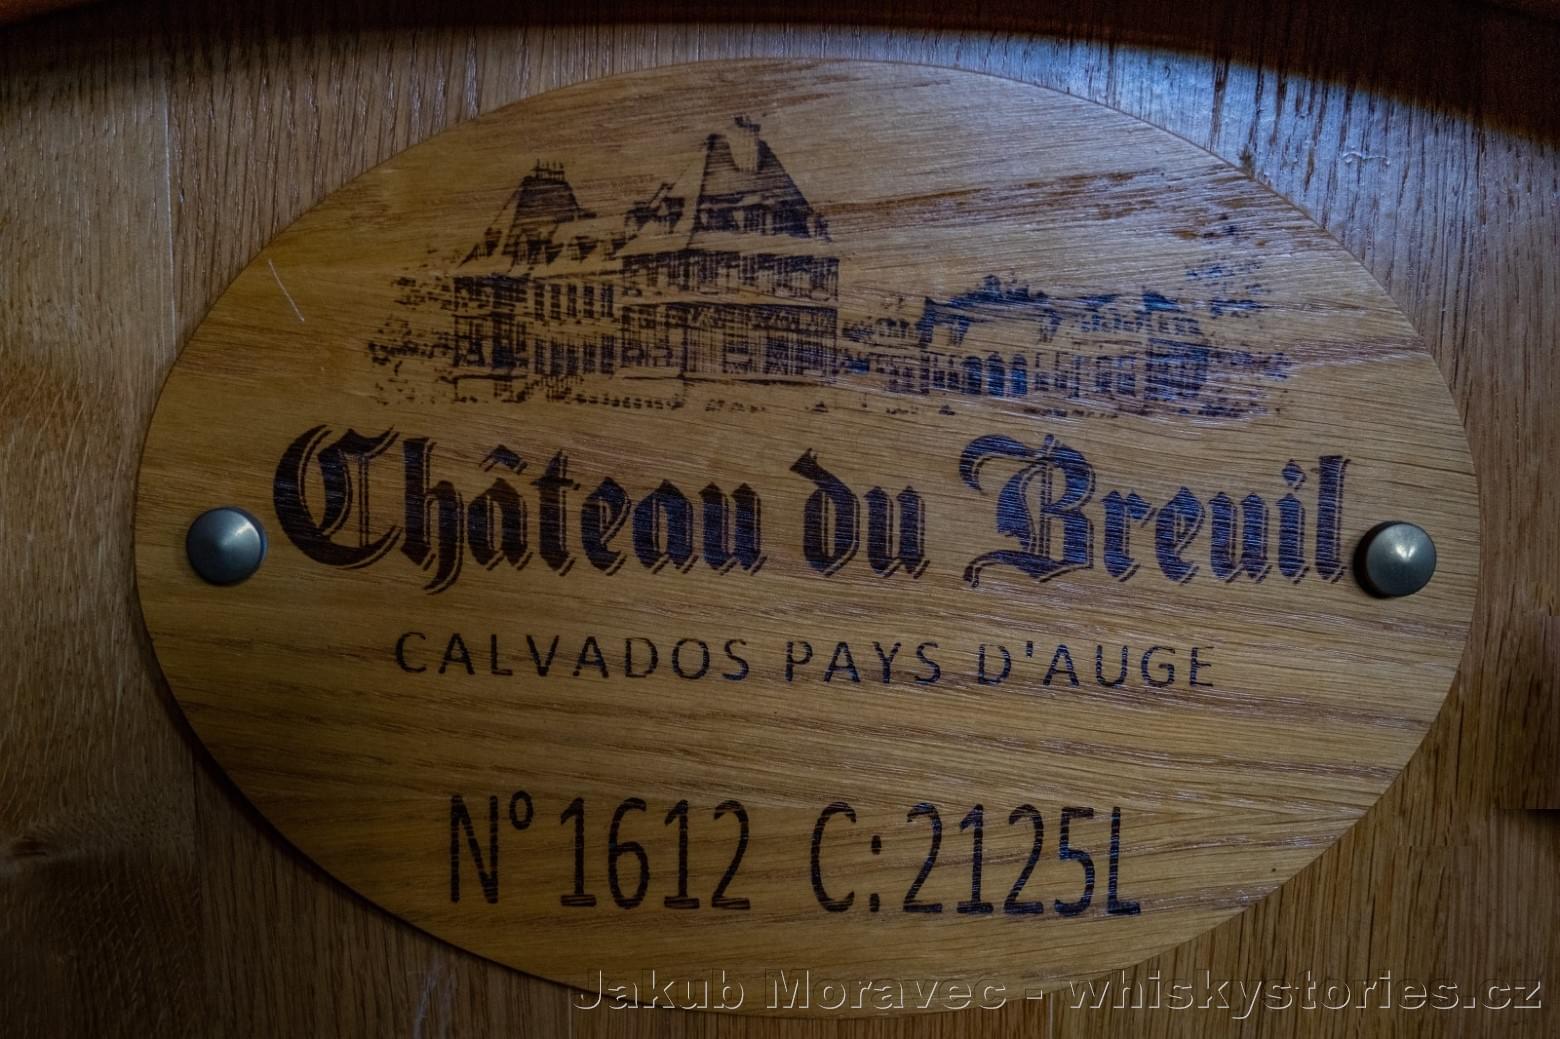 Château du Breuil
CALVADOS PAYS D'AUGE
N° 1612 C: 2125L
Jakub Moravec - whiskystories.cz